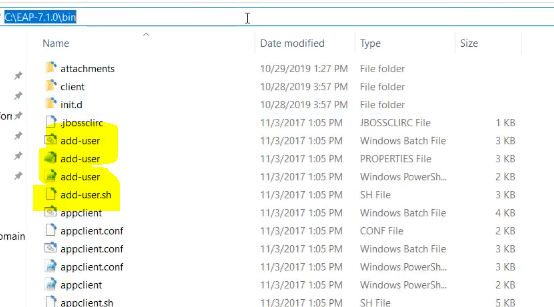 C:\EAP-7.1.0\bin
Name Date modified Type Size
attachments 10/29/2019 1:27 PM File folder
client 10/28/2019 3:57 PM File folder
init.d 10/28/2019 3:57 PM File folder
.jbossclirc 11/3/2017 1:05 PM JBOSSCLIRC File 1 KB
add-user 11/3/2017 1:05 PM Windows Batch File 3 KB
add-user 11/3/2017 1:05 PM PROPERTIES File 3 KB
add-user 11/3/2017 1:05 PM Windows PowerSh... 2 KB
add-user.sh 11/3/2017 1:05 PM SH File 3 KB
appclient 11/3/2017 1:05 PM Windows Batch File 4 KB
appclient.conf 11/3/2017 1:05 PM CONF File 2 KB
appclient.conf 11/3/2017 1:05 PM Windows Batch File 3 KB
appclient.conf 11/3/2017 1:05 PM Windows PowerSh... 3 KB
appclient 11/3/2017 1:05 PM Windows PowerSh... 2 KB
appclient.sh 11/3/2017 1:05 PM SH File 5 KB
omain